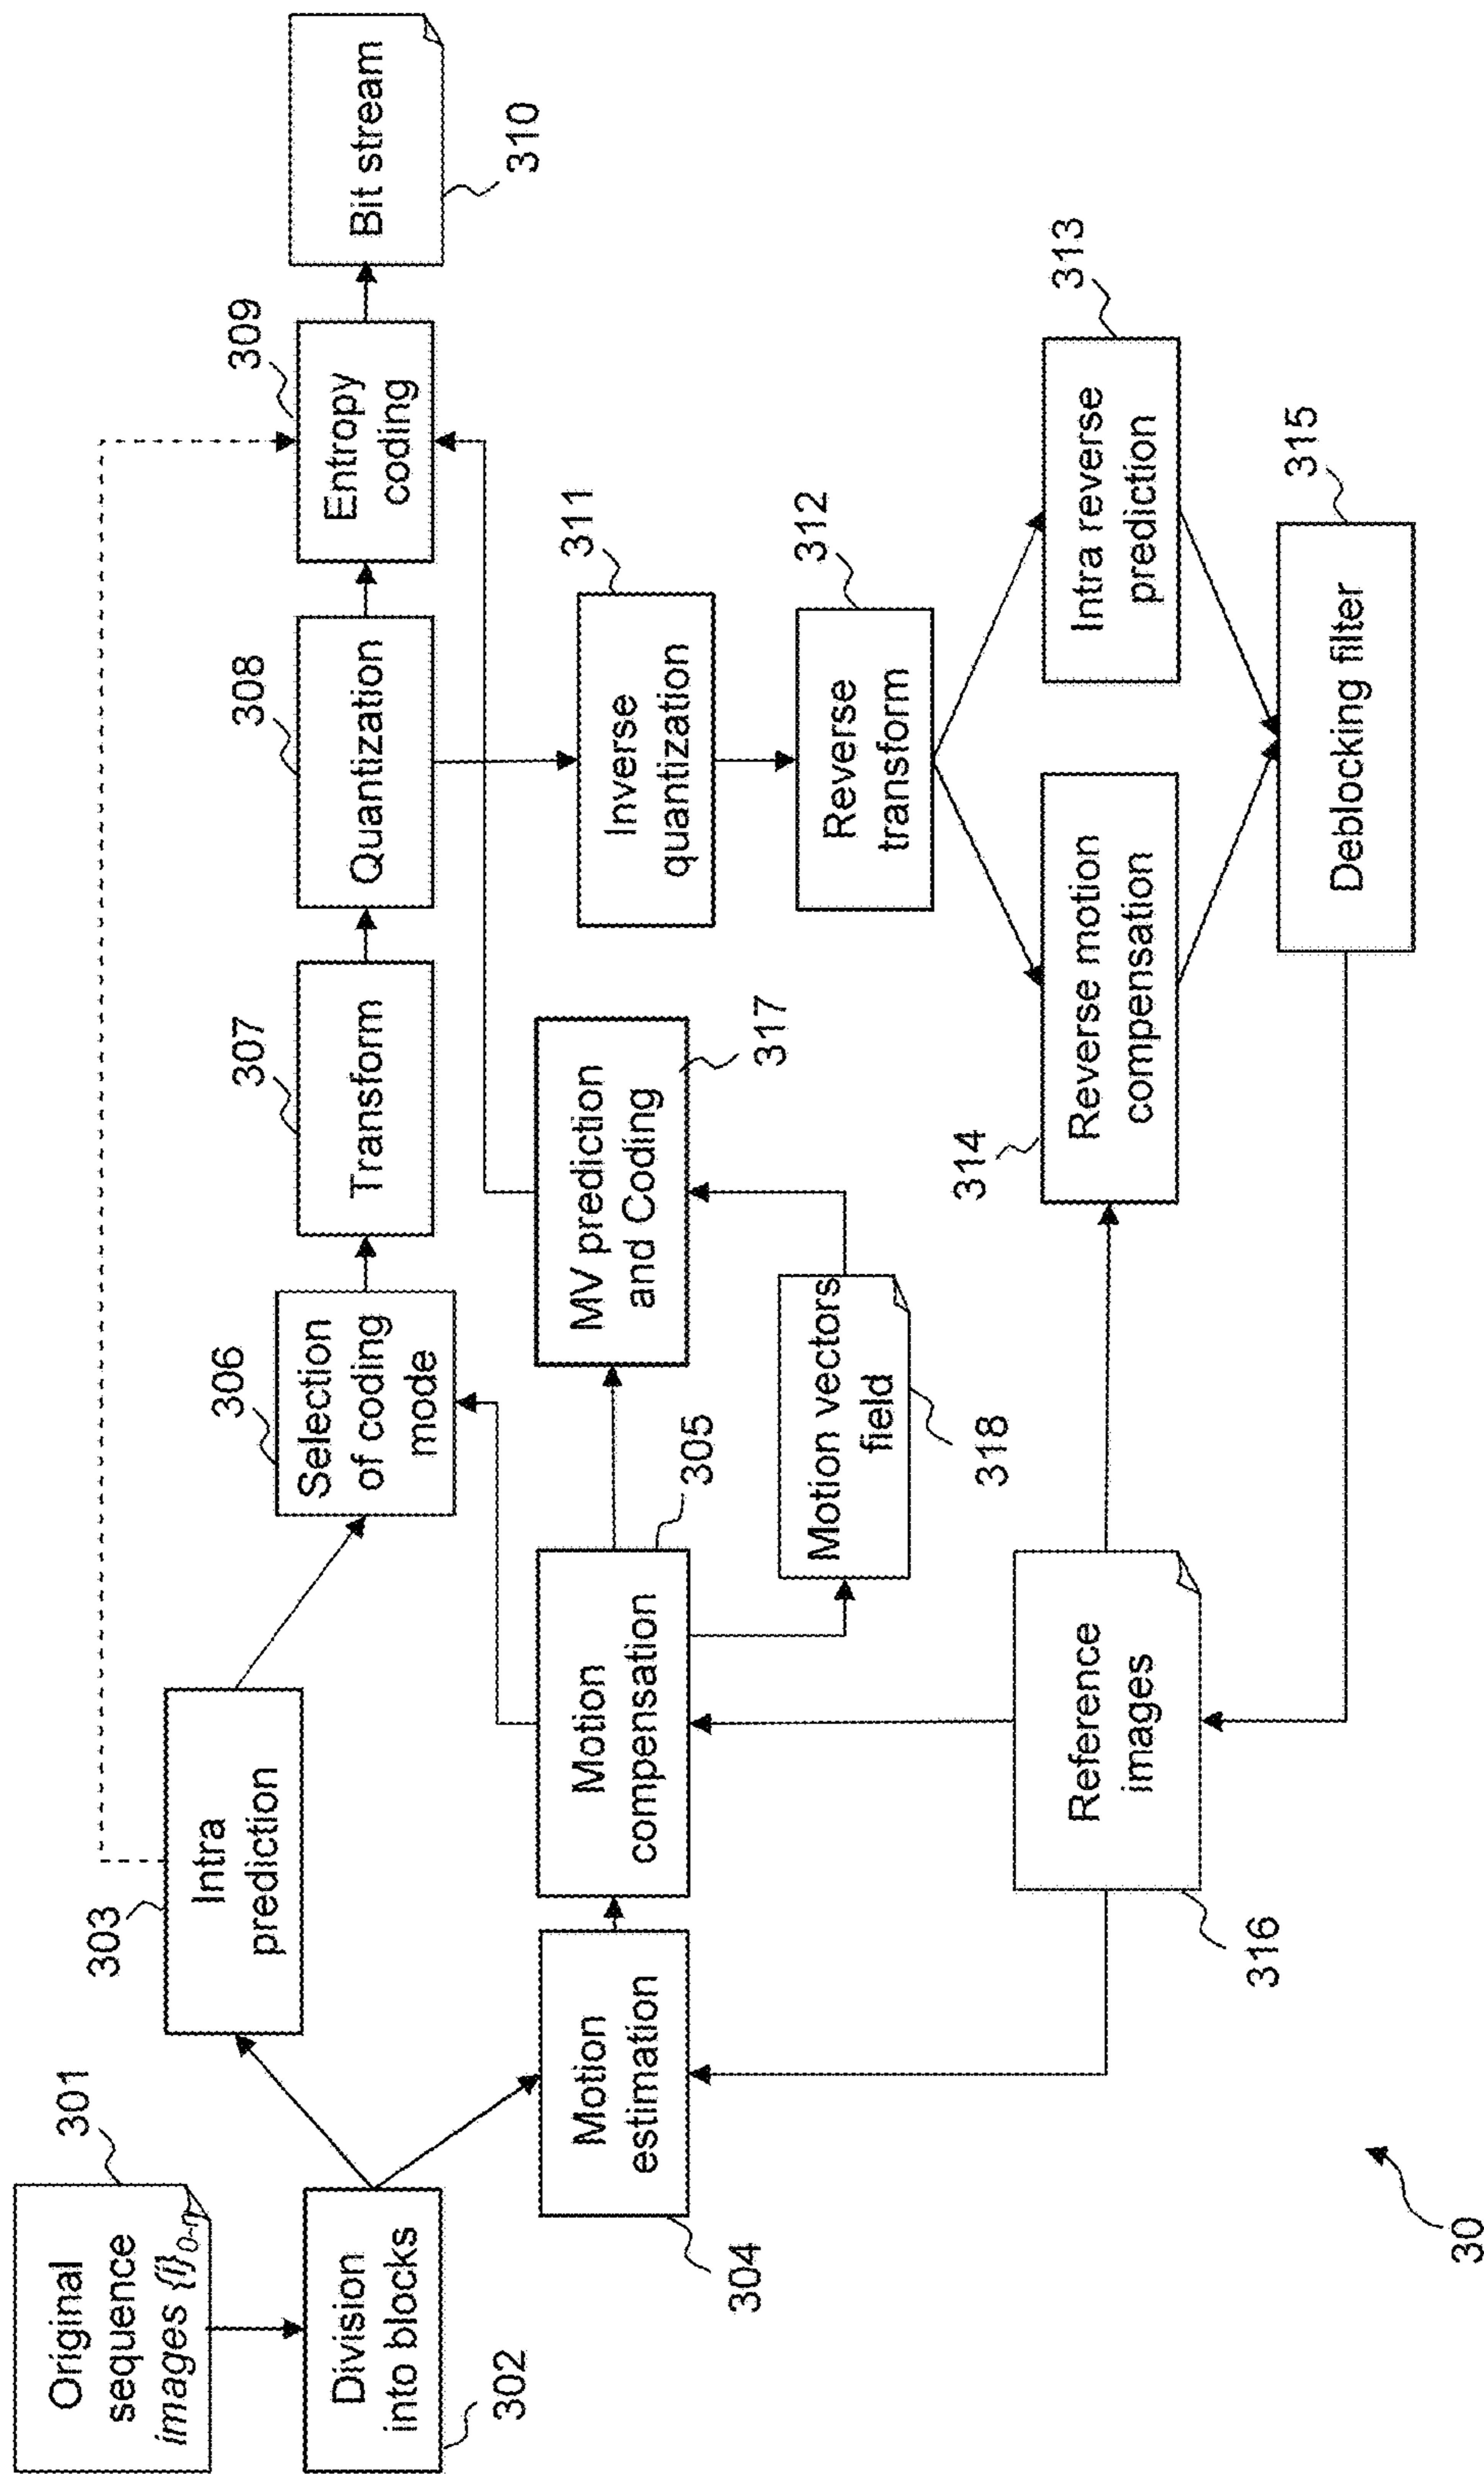 301
Original
sequence
images {i}0-n
Division
into blocks
302
303
Intra
prediction
Motion
estimation
304
Motion
compensation
305
306
Selection
of coding
mode
307
Transform
308
Quantization
309
Entropy
coding
Bit stream
310
MV prediction
and Coding
317
Motion vectors
field
318
311
Inverse
quantization
312
Reverse
transform
313
Intra reverse
prediction
314
Reverse motion
compensation
315
Deblocking filter
Reference
images
316
30